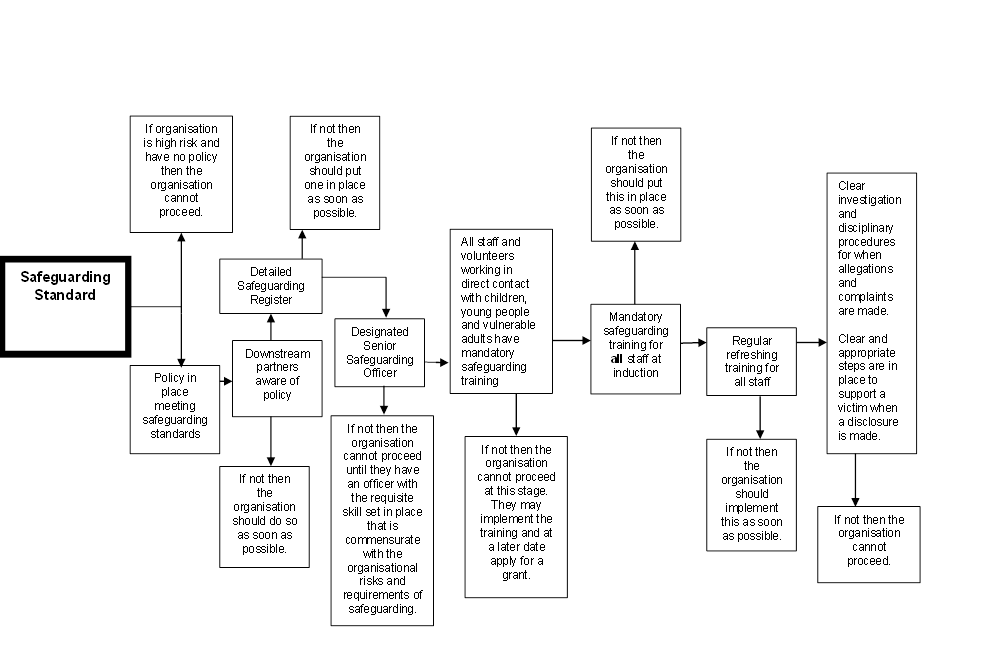 Safeguarding
Standard
If organisation
is high risk and
have no policy
then the
organisation
cannot
proceed.
Policy in
place
meeting
safeguarding
standards
Downstream
partners
aware of
policy
If not then
the
organisation
should do so
as soon as
possible.
Detailed
Safeguarding
Register
If not then
the
organisation
should put
one in place
as soon as
possible.
Designated
Senior
Safeguarding
Officer
If not then the
organisation
cannot proceed
until they have
an officer with
the requisite
skill set in place
that is
commensurate
with the
organisational
risks and
requirements of
safeguarding.
All staff and
volunteers
working in
direct contact
with children,
young people
and vulnerable
adults have
mandatory
safeguarding
training
If not then the
organisation
cannot proceed
at this stage.
They may
implement the
training and at
a later date
apply for a
grant.
Mandatory
safeguarding
training for
all staff at
induction
If not then
the
organisation
should put
this in place
as soon as
possible.
Regular
refreshing
training for
all staff
If not then
the
organisation
should
implement
this as soon
as possible.
Clear
investigation
and
disciplinary
procedures
for when
allegations
and
complaints
are made.
Clear and
appropriate
steps are in
place to
support a
victim when
a disclosure
is made.
If not then the
organisation
cannot
proceed.